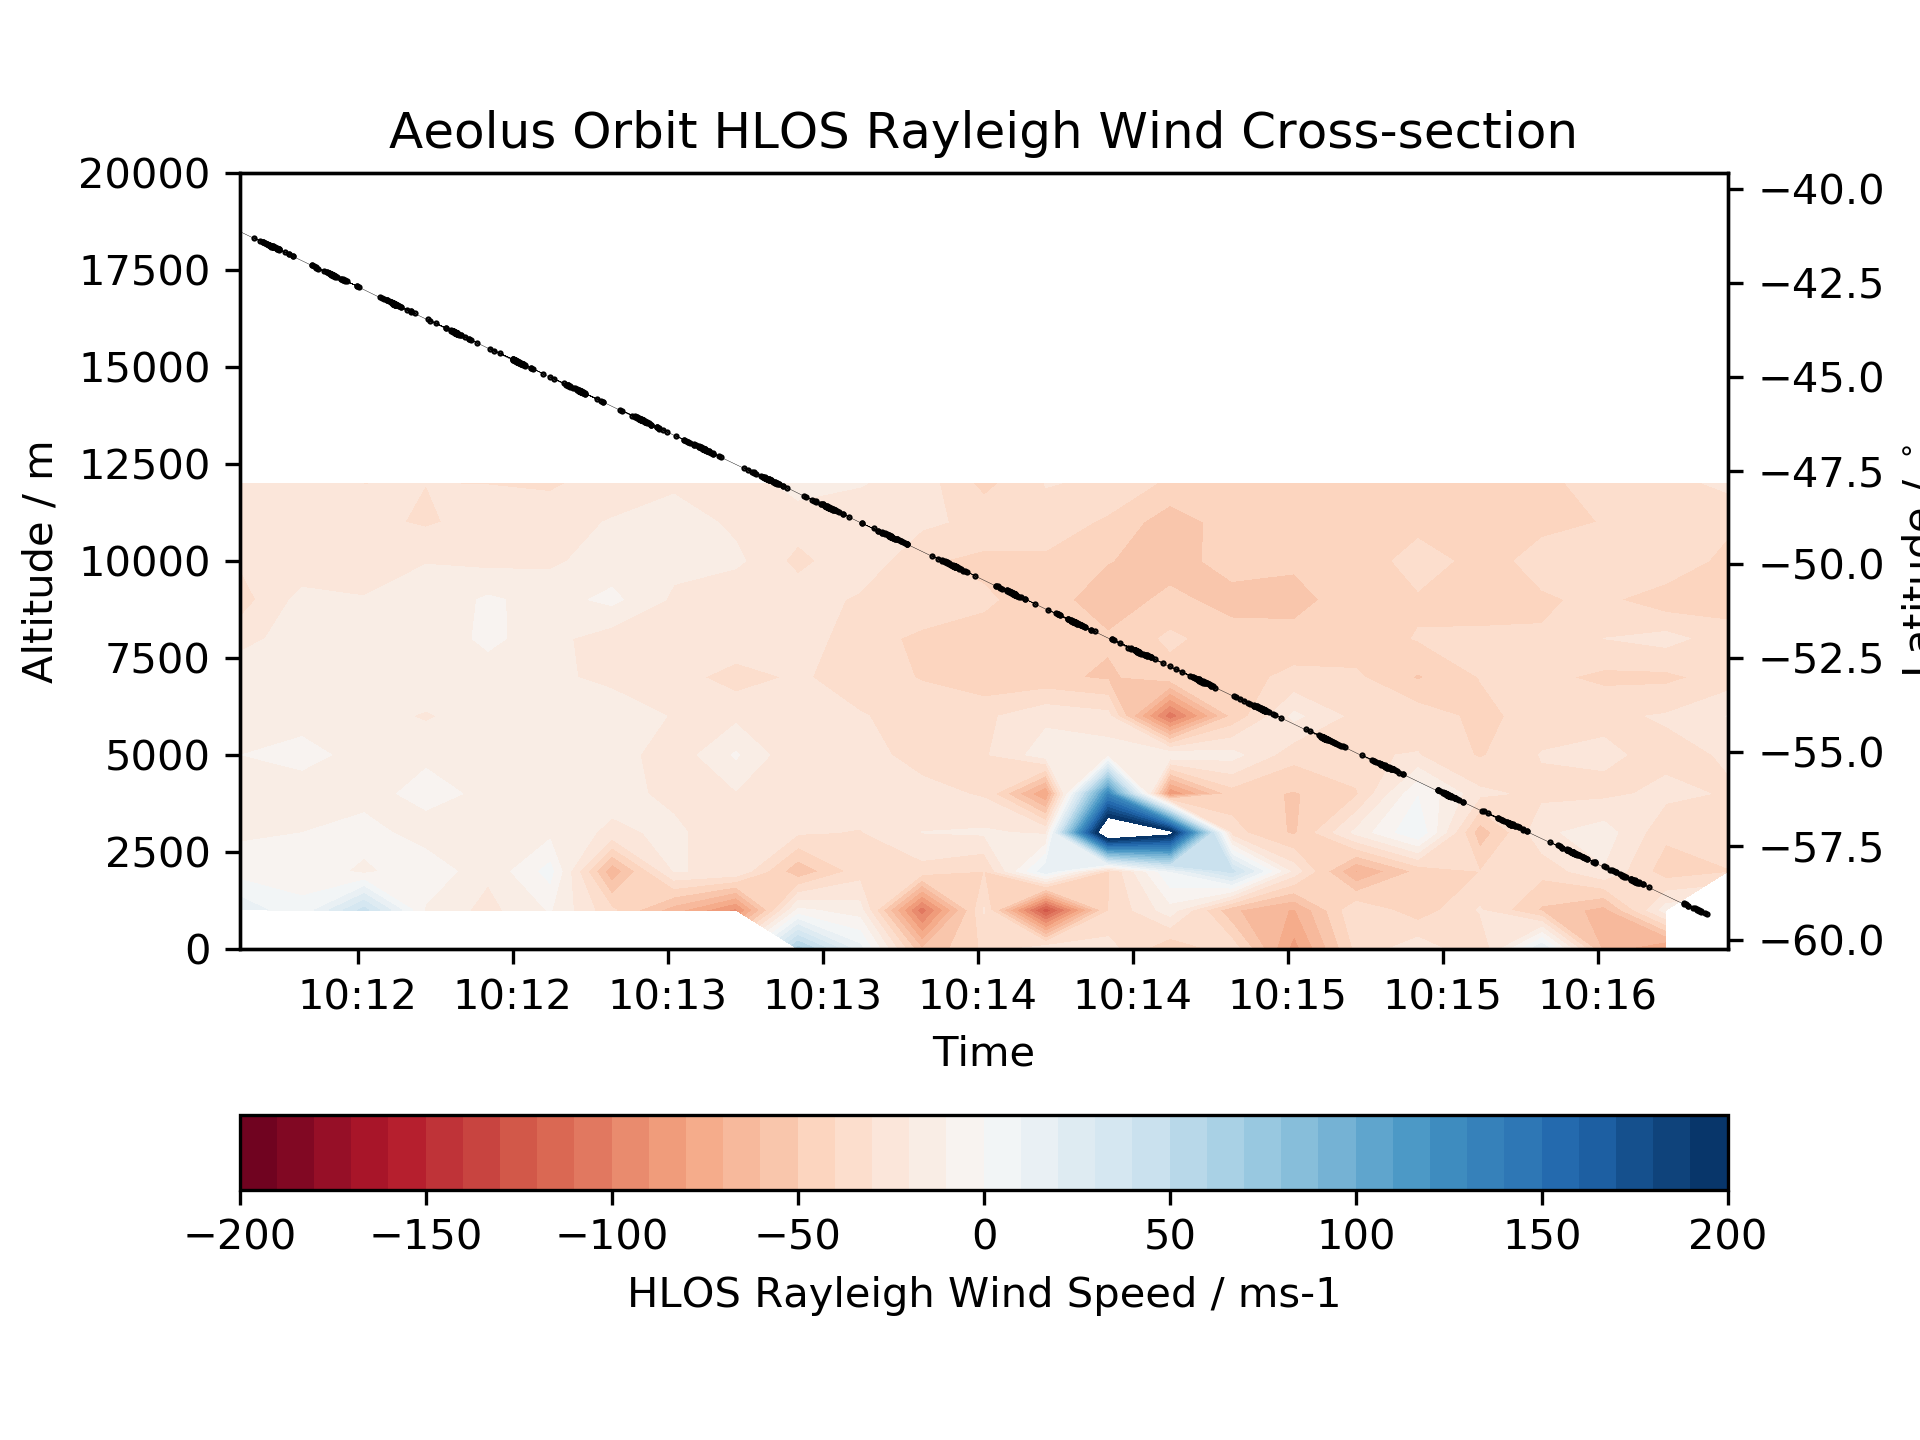 Aeolus Orbit HLOS Rayleigh Wind Cross-section
20000
17500
15000
12500
10000
7500
5000
2500
0
Altitude / m
−40.0
−42.5
−45.0
−47.5
−50.0
−52.5
−55.0
−57.5
−60.0
Latitude / °
10:12 10:12 10:13 10:13 10:14 10:14 10:15 10:15 10:16
Time
−200 −150 −100 −50 0 50 100 150 200
HLOS Rayleigh Wind Speed / ms-1